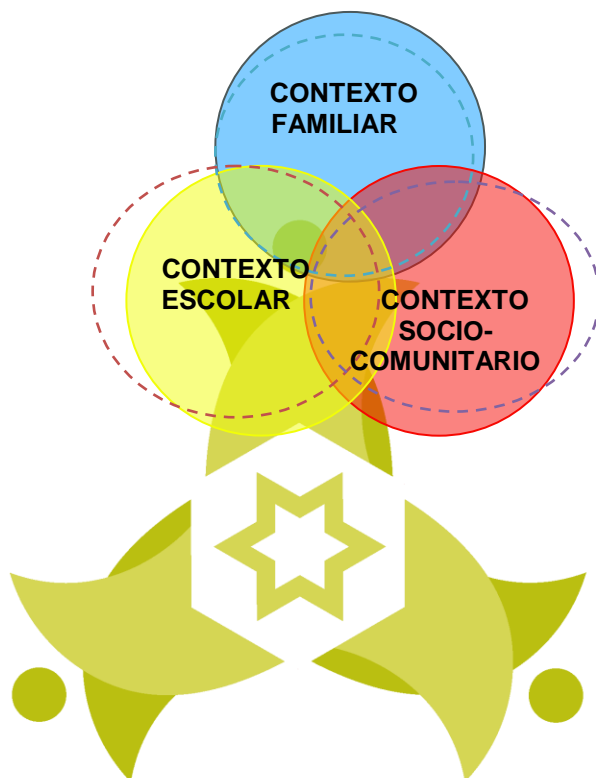 CONTEXTO
FAMILIAR
CONTEXTO
ESCOLAR
CONTEXTO
SOCIO-
COMUNITARIO